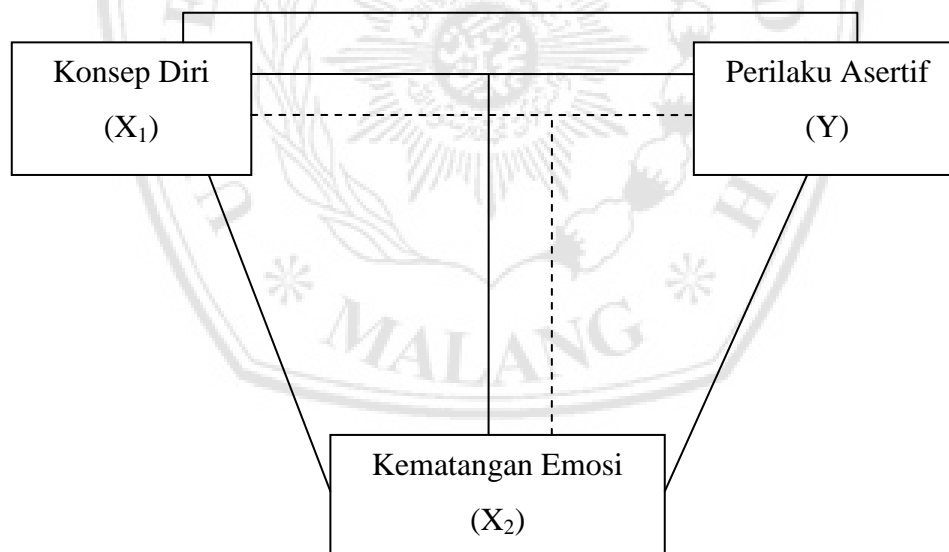 Konsep Diri
(X₁)
Perilaku Asertif
(Y)
Kematangan Emosi
(X₂)
MALANG